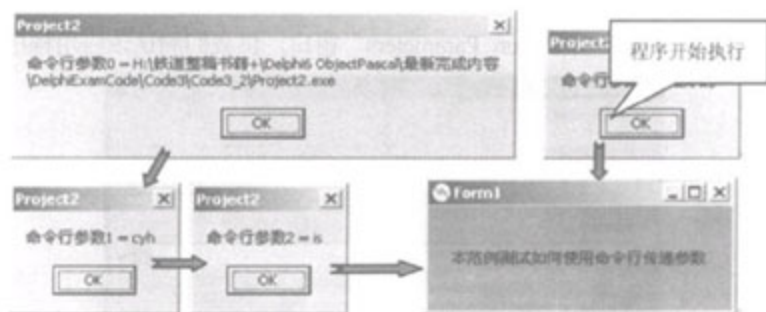 Project2
命令行参数0 = H:\铁道整稿书籍+\Delphi6 ObjectPascal\最新完成内容
\DelphiExamCode\Code3\Code3_2\Project2.exe
OK
程序开始执行
命令行
OK
Project2
命令行参数1 = cyh
OK
Project2
命令行参数2 = is
OK
Form1
本范例测试如何使用命令行传递参数